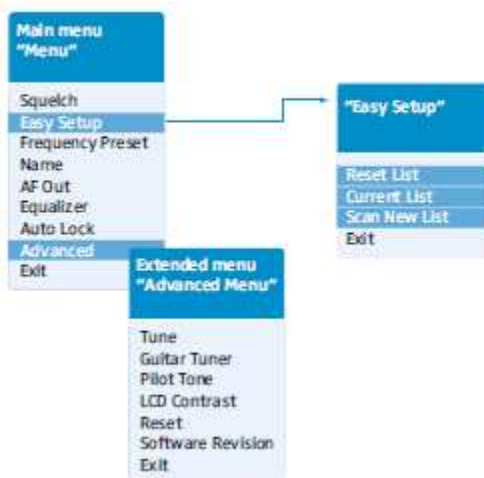 Main menu
"Menu"
Squelch
Easy Setup
Frequency Preset
Name
AF Out
Equalizer
Auto Lock
Advanced
Exit
"Easy Setup"
Reset List
Current List
Scan New List
Exit
Extended menu
"Advanced Menu"
Tune
Guitar Tuner
Pilot Tone
LCD Contrast
Reset
Software Revision
Exit